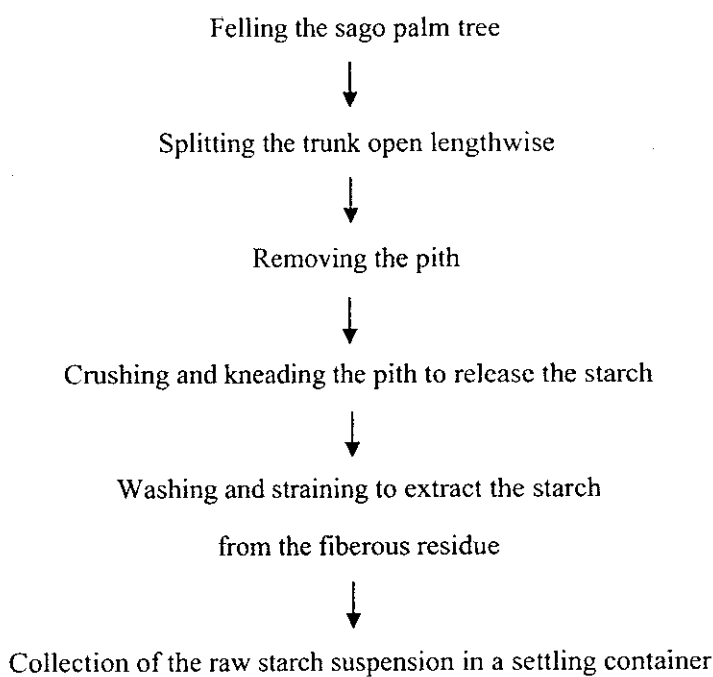 Felling the sago palm tree
Splitting the trunk open lengthwise
Removing the pith
Crushing and kneading the pith to release the starch
Washing and straining to extract the starch
from the fiberous residue
Collection of the raw starch suspension in a settling container